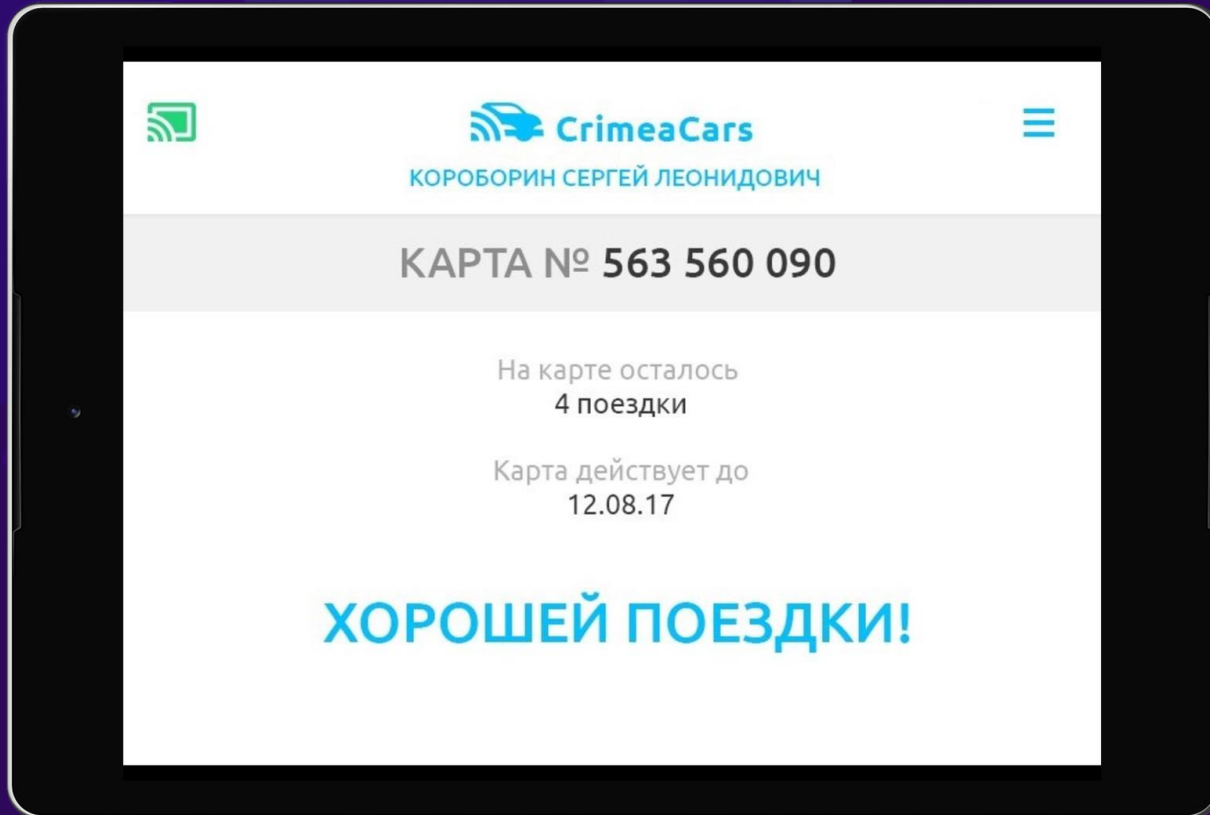 CrimeaCars
КОРОБОРИН СЕРГЕЙ ЛЕОНИДОВИЧ
КАРТА № 563 560 090
На карте осталось
4 поездки
Карта действует до
12.08.17
ХОРОШЕЙ ПОЕЗДКИ!